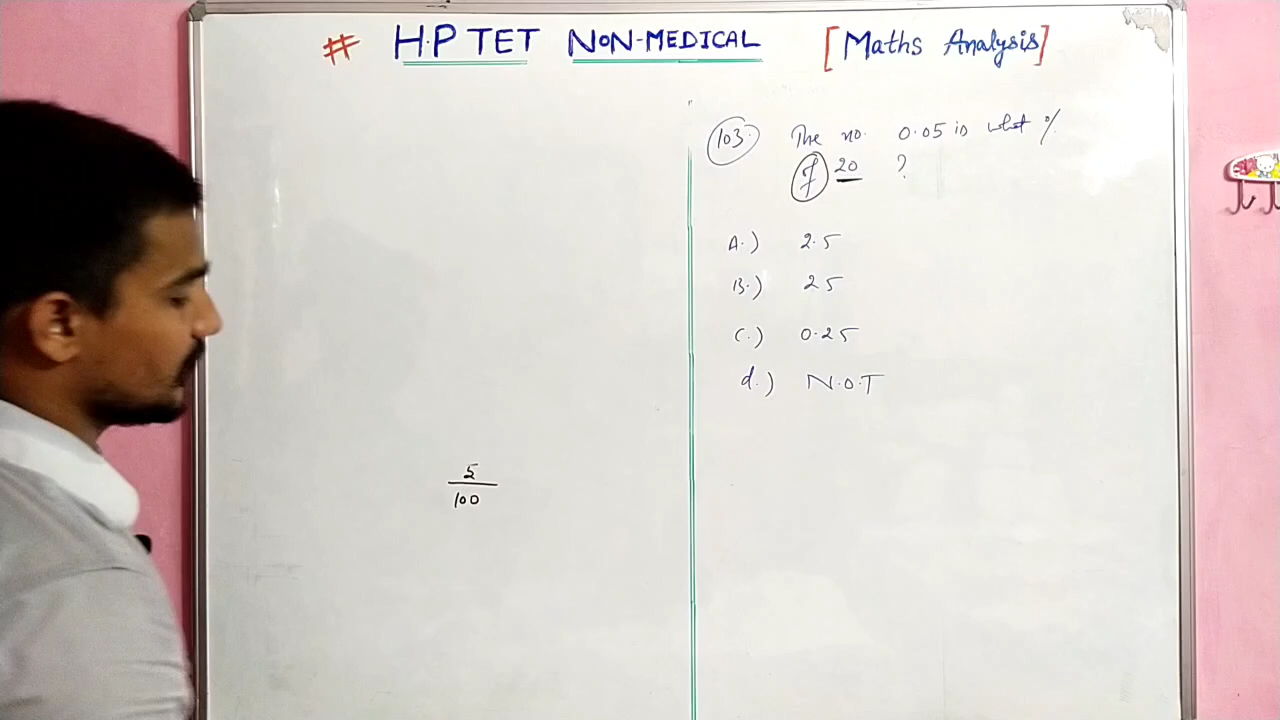 # H.P TET NON-MEDICAL [Maths Analysis]
103. The no. 0.05 is what %
of 20 ?
A.) 2.5
B.) 25
C.) 0.25
d.) N.O.T
5
100